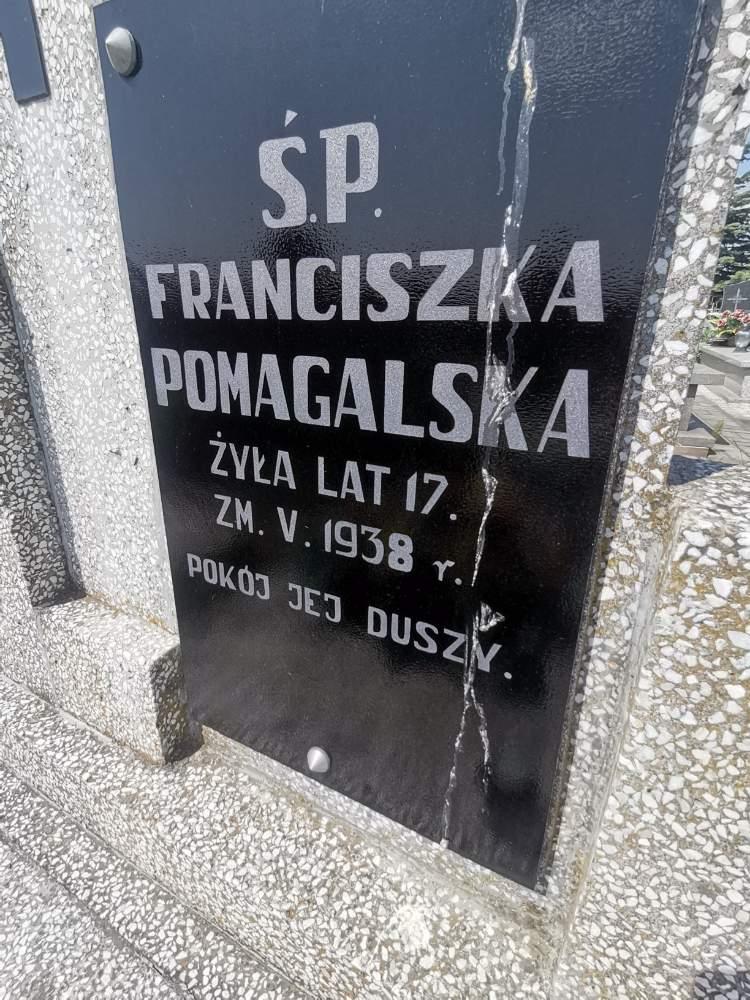 Ś.P.
FRANCISZKA
POMAGALSKA
ŻYŁA LAT 17.
ZM. V. 1938 r.
POKÓJ JEJ DUSZY.